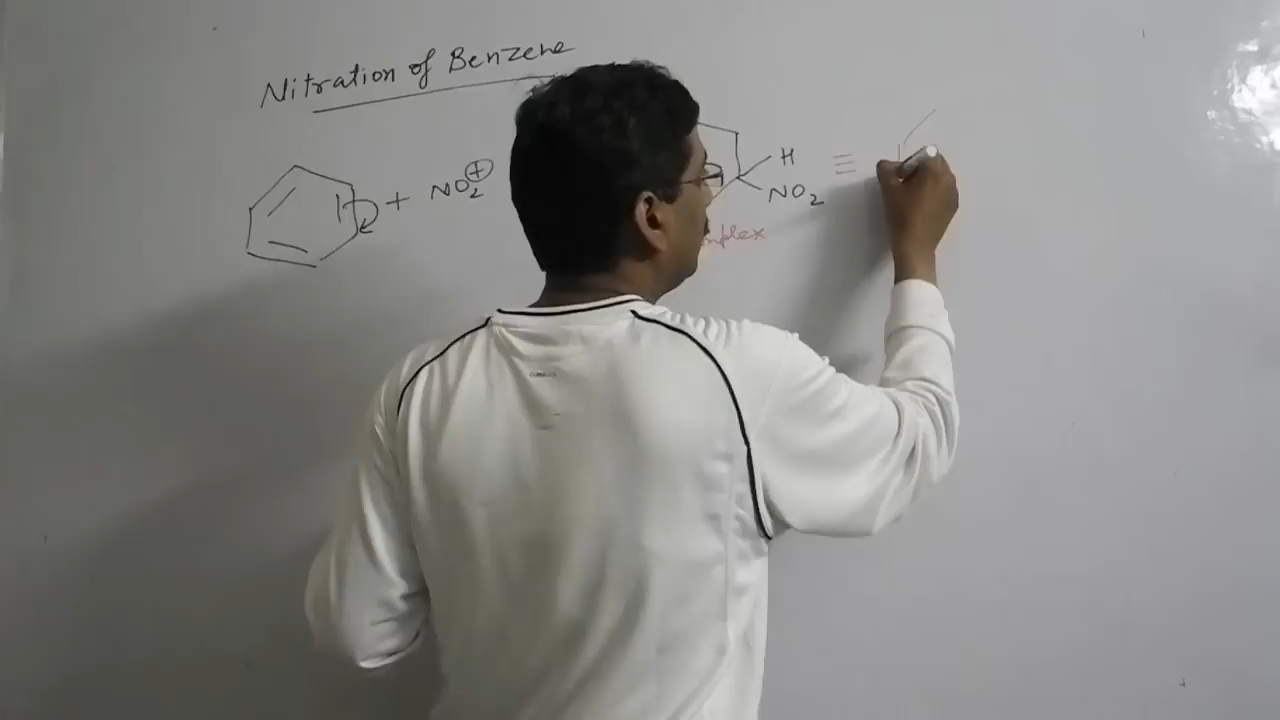 Nitration of Benzene
+ NO₂⊕
H
≡
NO₂